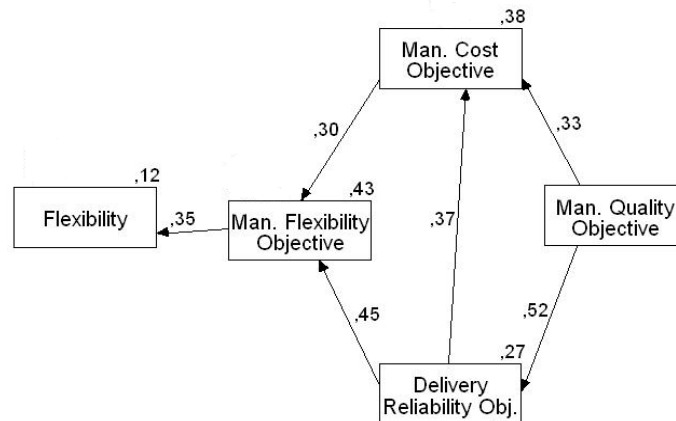 ,38
Man. Cost
Objective
,30
,33
,12
,43
Flexibility
,35
Man. Flexibility
Objective
Man. Quality
Objective
,37
,45
,52
,27
Delivery
Reliability Obj.